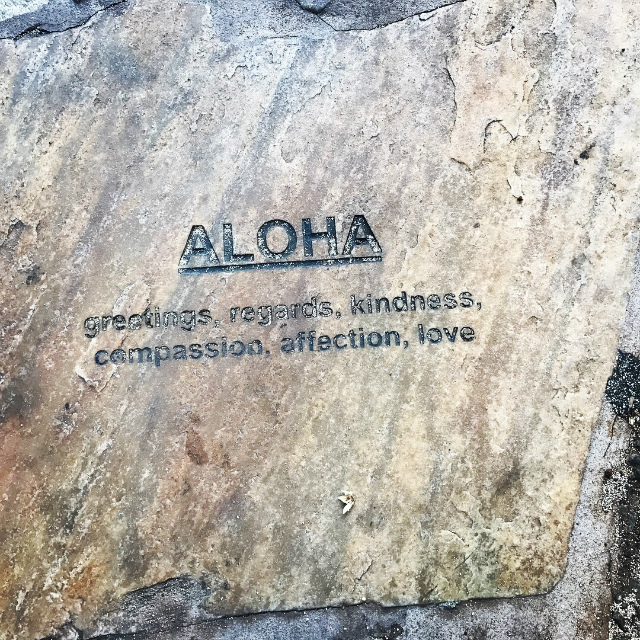 ALOHA
greetings, regards, kindness,
compassion, affection, love